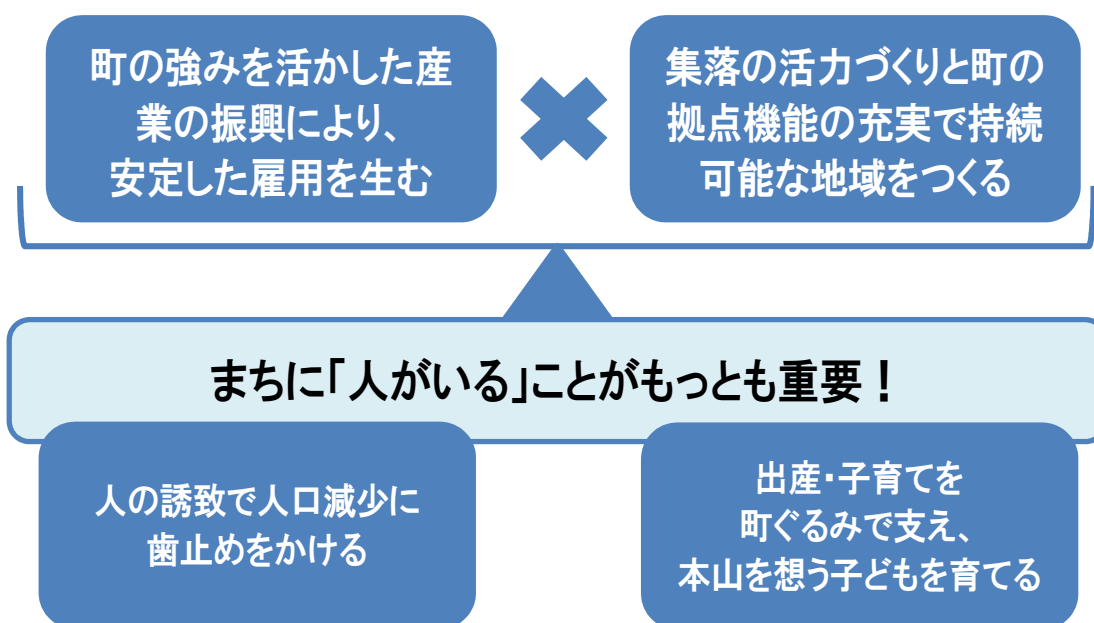 町の強みを活かした産
業の振興により、
安定した雇用を生む
集落の活力づくりと町の
拠点機能の充実で持続
可能な地域をつくる
まちに「人がいる」ことがもっとも重要！
人の誘致で人口減少に
歯止めをかける
出産・子育てを
町ぐるみで支え、
本山を想う子どもを育てる